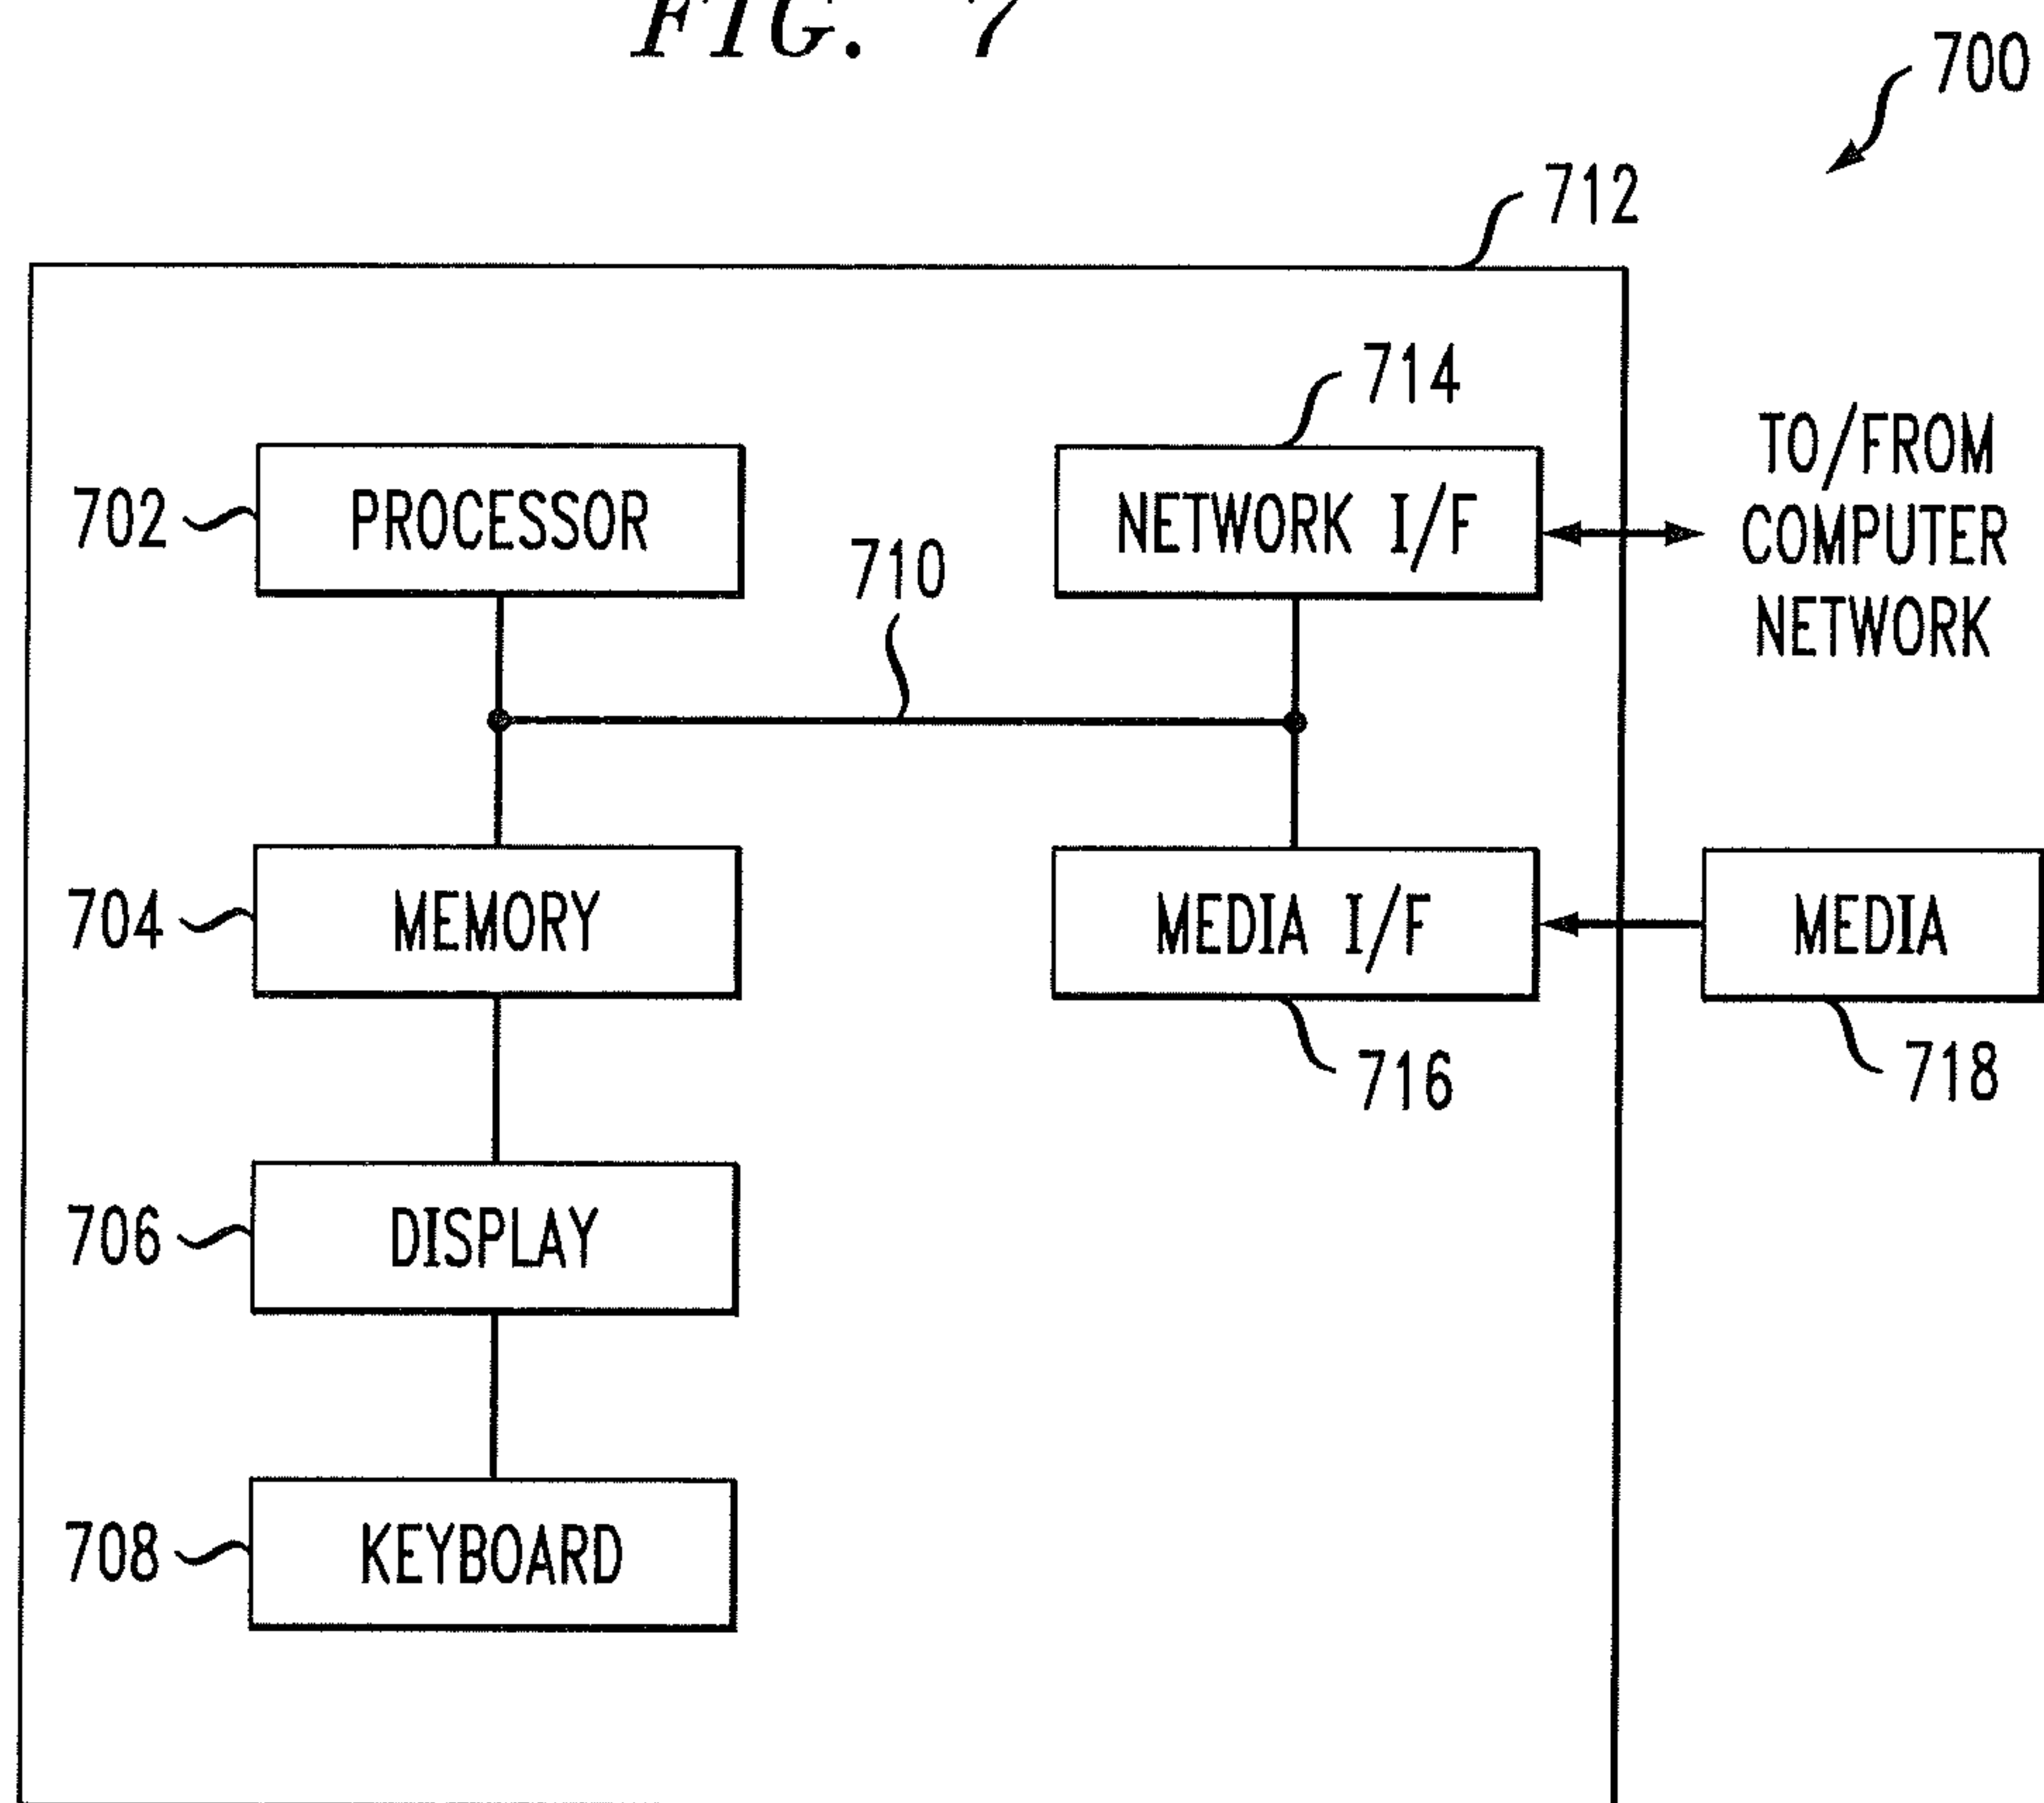 FIG. 7
700
712
714
702
PROCESSOR
NETWORK I/F
TO/FROM
COMPUTER
NETWORK
710
704
MEMORY
MEDIA I/F
MEDIA
716
718
706
DISPLAY
708
KEYBOARD